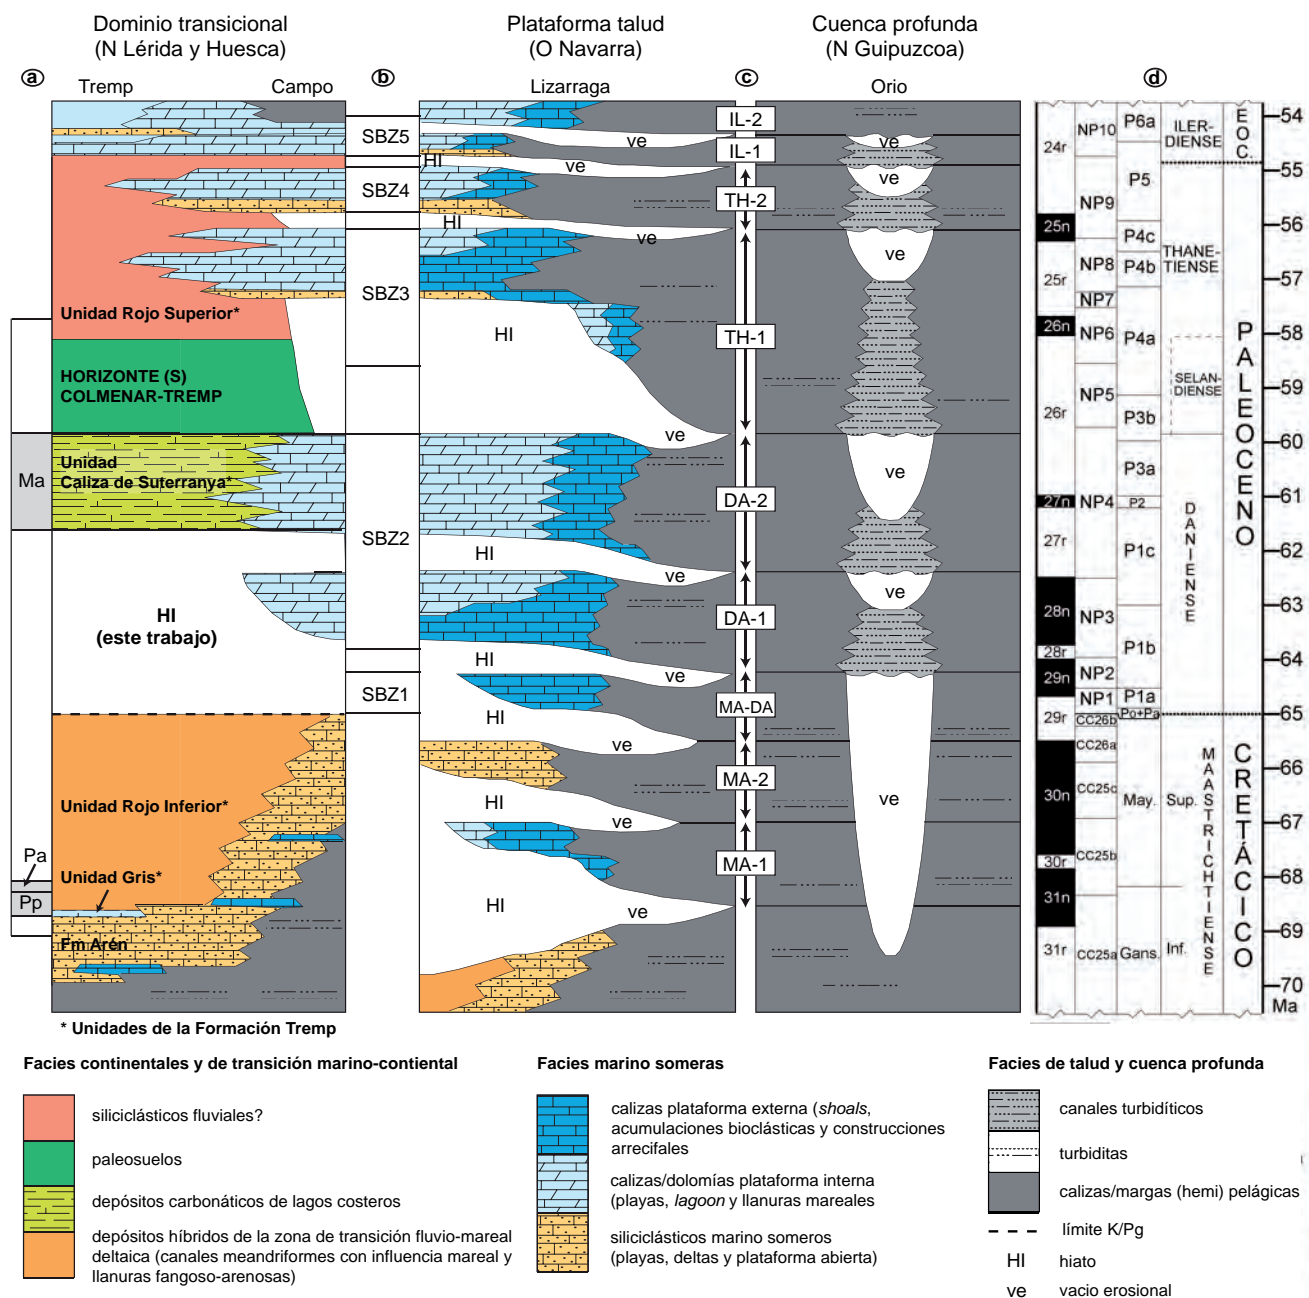 Dominio transicional
(N Lérida y Huesca)
Plataforma talud
(O Navarra)
Cuenca profunda
(N Guipuzcoa)
a
b
c
d
Tremp
Campo
Lizarraga
Orio
Unidad Rojo Superior*
HORIZONTE (S)
COLMENAR-TREMP
Unidad
Caliza de Suterranya*
Ma
HI
(este trabajo)
Unidad Rojo Inferior*
Pa
Unidad Gris*
Pp
Fm Arén
* Unidades de la Formación Tremp
SBZ5
SBZ4
SBZ3
SBZ2
SBZ1
ve
HI
ve
HI
ve
HI
ve
HI
ve
HI
ve
HI
ve
HI
ve
HI
ve
IL-2
IL-1
TH-2
TH-1
DA-2
DA-1
MA-DA
MA-2
MA-1
ve
ve
ve
ve
ve
ve
24r
25n
25r
26n
26r
27n
27r
28n
28r
29n
29r
30n
30r
31n
31r
NP10
NP9
NP8
NP7
NP6
NP5
NP4
NP3
NP2
NP1
CC26b
CC26a
CC25c
CC25b
CC25a
P6a
P5
P4c
P4b
P4a
P3b
P3a
P2
P1c
P1b
P1a
Po+Pa
May.
Gans.
ILER-
DIENSE
THANE-
TIENSE
SELAN-
DIENSE
DANIENSE
Sup.
Inf.
MAASTRICHTIENSE
EOC.
PALEOCENO
CRETÁCICO
54
55
56
57
58
59
60
61
62
63
64
65
66
67
68
69
70
Ma
Facies continentales y de transición marino-contiental
siliciclásticos fluviales?
paleosuelos
depósitos carbonáticos de lagos costeros
depósitos híbridos de la zona de transición fluvio-mareal
deltaica (canales meandriformes con influencia mareal y
llanuras fangoso-arenosas)
Facies marino someras
calizas plataforma externa (shoals,
acumulaciones bioclásticas y construcciones
arrecifales
calizas/dolomías plataforma interna
(playas, lagoon y llanuras mareales
siliciclásticos marino someros
(playas, deltas y plataforma abierta)
Facies de talud y cuenca profunda
canales turbidíticos
turbiditas
calizas/margas (hemi) pelágicas
límite K/Pg
HI hiato
ve vacio erosional